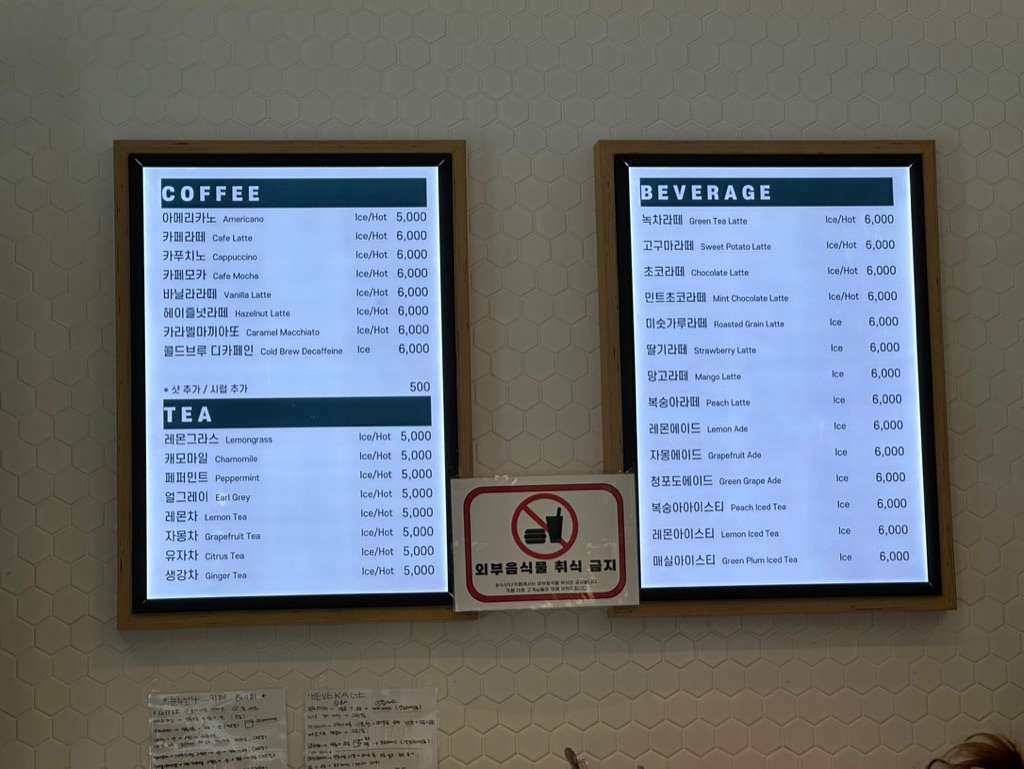 COFFEE
아메리카노 Americano Ice/Hot 5,000
카페라떼 Cafe Latte Ice/Hot 6,000
카푸치노 Cappuccino Ice/Hot 6,000
카페모카 Cafe Mocha Ice/Hot 6,000
바닐라라떼 Vanilla Latte Ice/Hot 6,000
헤이즐넛라떼 Hazelnut Latte Ice/Hot 6,000
카라멜마끼아또 Caramel Macchiato Ice/Hot 6,000
콜드브루 디카페인 Cold Brew Decaffeine Ice 6,000
* 샷 추가 / 시럽 추가 500
TEA
레몬그라스 Lemongrass Ice/Hot 5,000
캐모마일 Chamomile Ice/Hot 5,000
페퍼민트 Peppermint Ice/Hot 5,000
얼그레이 Earl Grey Ice/Hot 5,000
레몬차 Lemon Tea Ice/Hot 5,000
자몽차 Grapefruit Tea Ice/Hot 5,000
유자차 Citrus Tea Ice/Hot 5,000
생강차 Ginger Tea Ice/Hot 5,000
BEVERAGE
녹차라떼 Green Tea Latte Ice/Hot 6,000
고구마라떼 Sweet Potato Latte Ice/Hot 6,000
초코라떼 Chocolate Latte Ice/Hot 6,000
민트초코라떼 Mint Chocolate Latte Ice/Hot 6,000
미숫가루라떼 Roasted Grain Latte Ice 6,000
딸기라떼 Strawberry Latte Ice 6,000
망고라떼 Mango Latte Ice 6,000
복숭아라떼 Peach Latte Ice 6,000
레몬에이드 Lemon Ade Ice 6,000
자몽에이드 Grapefruit Ade Ice 6,000
청포도에이드 Green Grape Ade Ice 6,000
복숭아아이스티 Peach Iced Tea Ice 6,000
레몬아이스티 Lemon Iced Tea Ice 6,000
매실아이스티 Green Plum Iced Tea Ice 6,000
외부음식물 취식 금지
BEVERAGE